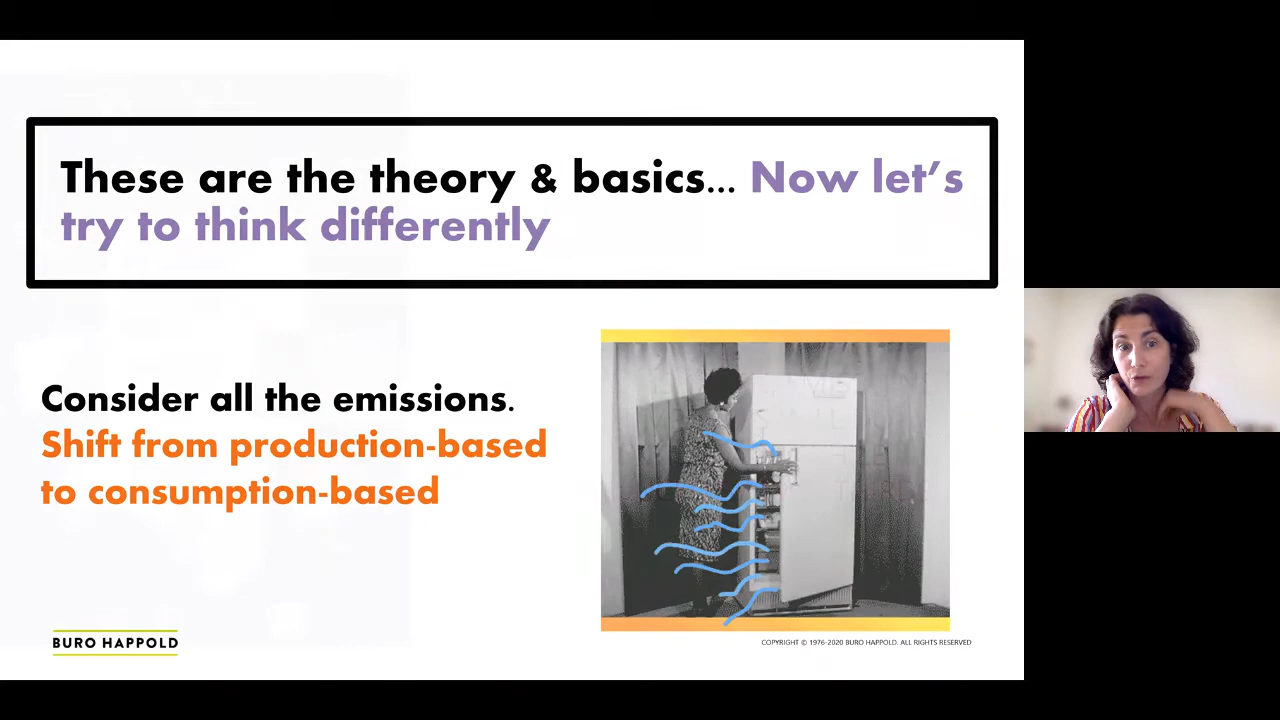 These are the theory & basics... Now let's
try to think differently
Consider all the emissions.
Shift from production-based
to consumption-based
BURO HAPPOLD
COPYRIGHT © 1976-2020 BURO HAPPOLD. ALL RIGHTS RESERVED